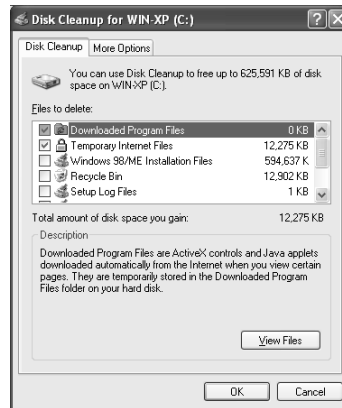 Disk Cleanup for WIN-XP (C:)
Disk Cleanup
More Options
You can use Disk Cleanup to free up to 625,591 KB of disk
space on WIN-XP (C:).
Files to delete:
Downloaded Program Files 0 KB
Temporary Internet Files 12,275 KB
Windows 98/ME Installation Files 594,637 K
Recycle Bin 12,902 KB
Setup Log Files 1 KB
Total amount of disk space you gain: 12,275 KB
Description
Downloaded Program Files are ActiveX controls and Java applets
downloaded automatically from the Internet when you view certain
pages. They are temporarily stored in the Downloaded Program
Files folder on your hard disk.
View Files
OK
Cancel